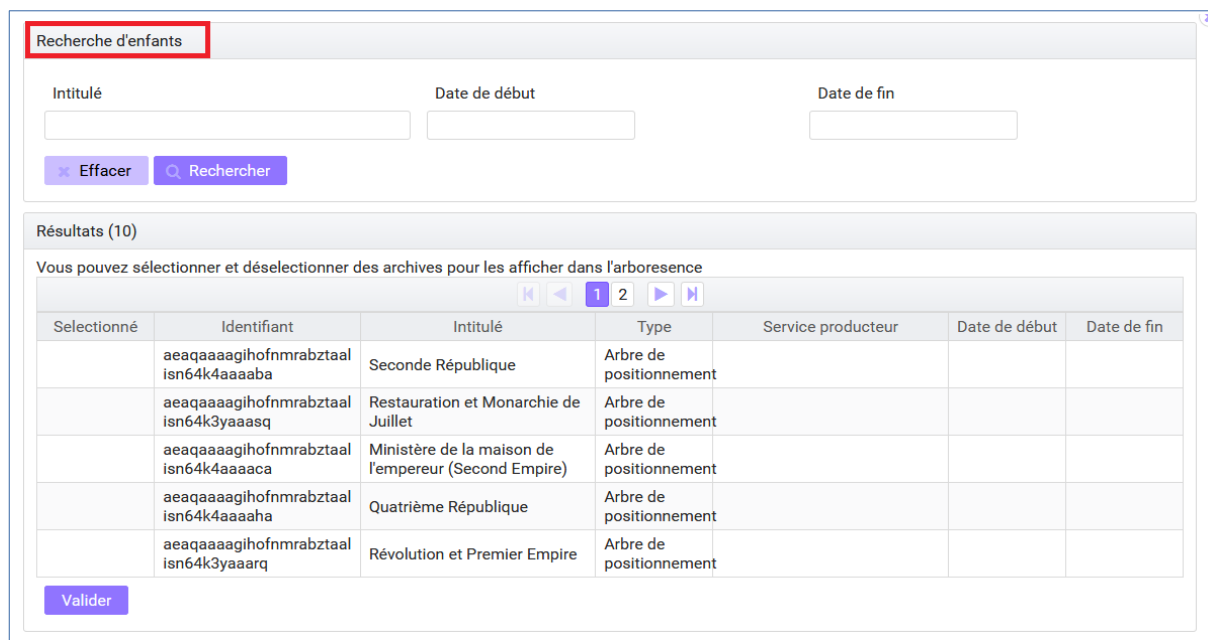 Recherche d'enfants
Intitulé Date de début Date de fin
Effacer Rechercher
Résultats (10)
Vous pouvez sélectionner et déselectionner des archives pour les afficher dans l'arboresence
1 2
Selectionné Identifiant Intitulé Type Service producteur Date de début Date de fin
aeaqaaaagihofnmrabztaal
isn64k4aaaaba
Seconde République
Arbre de
positionnement
aeaqaaaagihofnmrabztaal
isn64k3yaaasq
Restauration et Monarchie de
Juillet
Arbre de
positionnement
aeaqaaaagihofnmrabztaal
isn64k4aaaaca
Ministère de la maison de
l'empereur (Second Empire)
Arbre de
positionnement
aeaqaaaagihofnmrabztaal
isn64k4aaaaha
Quatrième République
Arbre de
positionnement
aeaqaaaagihofnmrabztaal
isn64k3yaaarq
Révolution et Premier Empire
Arbre de
positionnement
Valider